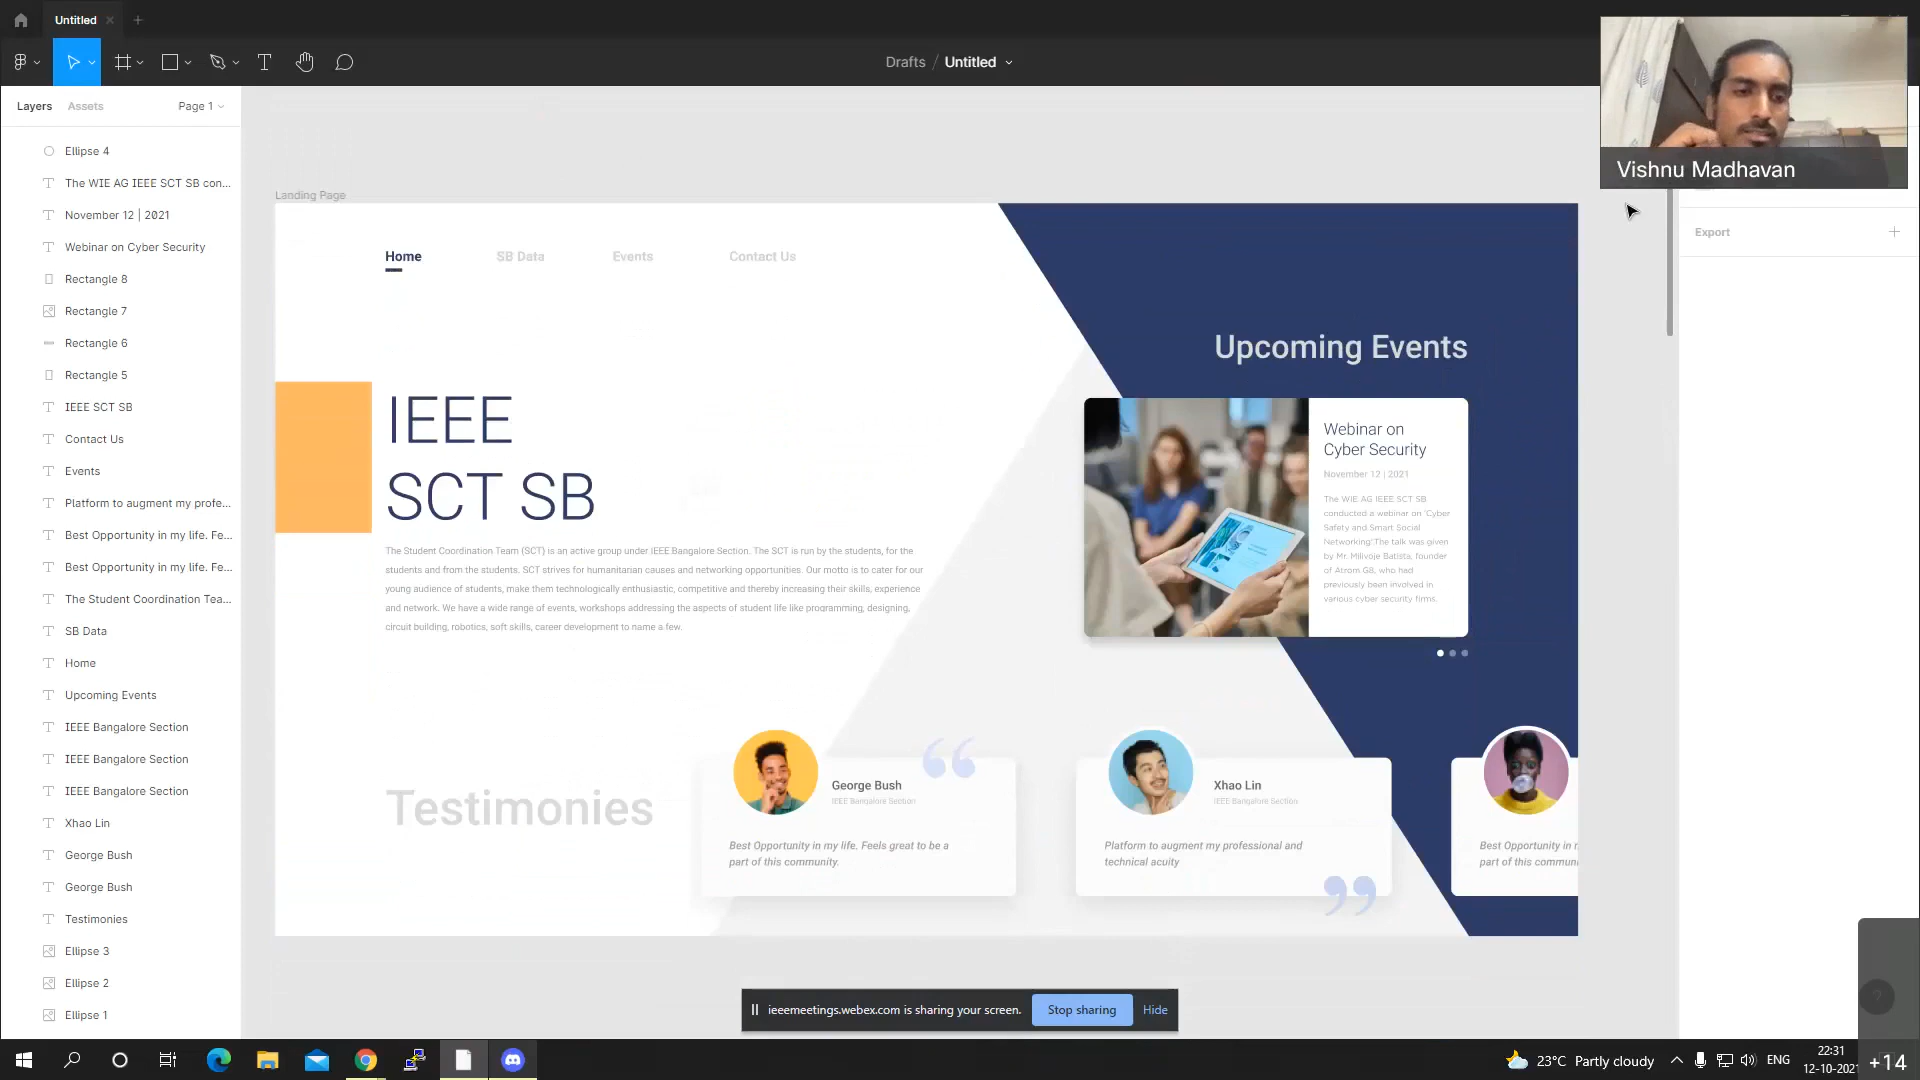 Untitled
Drafts / Untitled
Vishnu Madhavan
Layers
Assets
Page 1
Export
Ellipse 4
The WIE AG IEEE SCT SB con...
November 12 | 2021
Webinar on Cyber Security
Rectangle 8
Rectangle 7
Rectangle 6
Rectangle 5
IEEE SCT SB
Contact Us
Events
Platform to augment my profe...
Best Opportunity in my life. Fe...
Best Opportunity in my life. Fe...
The Student Coordination Tea...
SB Data
Home
Upcoming Events
IEEE Bangalore Section
IEEE Bangalore Section
IEEE Bangalore Section
Xhao Lin
George Bush
George Bush
Testimonies
Ellipse 3
Ellipse 2
Ellipse 1
Landing Page
Home
SB Data
Events
Contact Us
IEEE
SCT SB
The Student Coordination Team (SCT) is an active group under IEEE Bangalore Section. The SCT is run by the students, for the
students and from the students. SCT strives for humanitarian causes and networking opportunities. Our motto is to cater for our
young audience of students, make them technologically enthusiastic, competitive and thereby increasing their skills, experience
and network. We have a wide range of events, workshops addressing the aspects of student life like programming, designing,
circuit building, robotics, soft skills, career development to name a few.
Upcoming Events
Webinar on
Cyber Security
November 12 | 2021
The WIE AG IEEE SCT SB
conducted a webinar on 'Cyber
Safety and Smart Social
Networking'.The talk was given
by Mr. Milivoje Batista, founder
of Atrom G8, who had
previously been involved in
various cyber security firms.
Testimonies
“
George Bush
IEEE Bangalore Section
Best Opportunity in my life. Feels great to be a
part of this community.
Xhao Lin
IEEE Bangalore Section
Platform to augment my professional and
technical acuity
”
Best Opportunity in
part of this commun
ieeemeetings.webex.com is sharing your screen.
Stop sharing
Hide
?
23°C Partly cloudy
ENG
22:31
12-10-202
+14